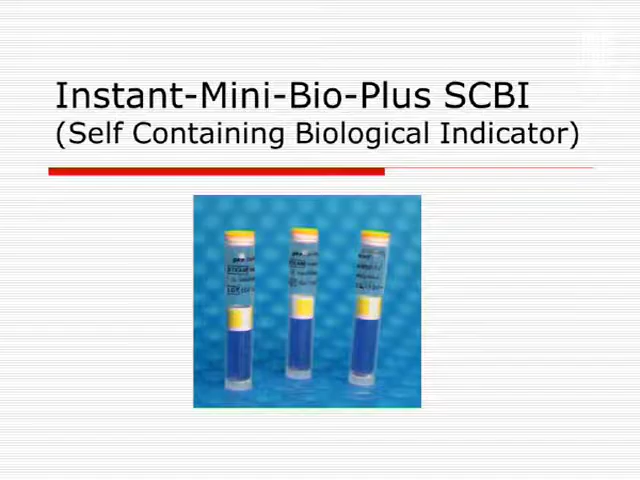 Instant-Mini-Bio-Plus SCBI
(Self Containing Biological Indicator)